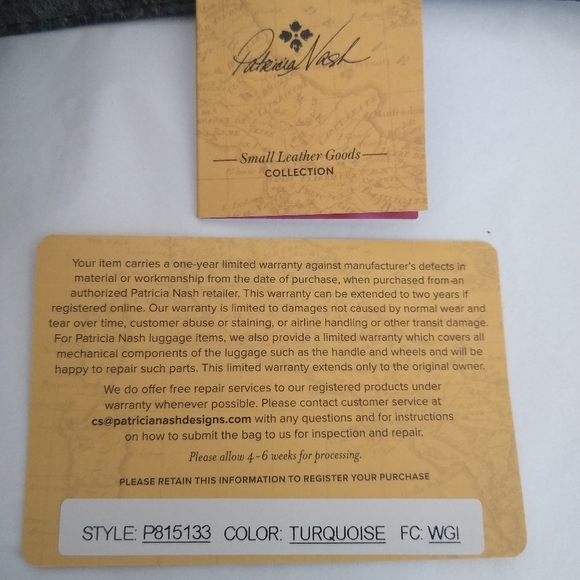 Patricia Nash
Small Leather Goods
COLLECTION
Your item carries a one-year limited warranty against manufacturer's defects in
material or workmanship from the date of purchase, when purchased from an
authorized Patricia Nash retailer. This warranty can be extended to two years if
registered online. Our warranty is limited to damages not caused by normal wear and
tear over time, customer abuse or staining, or airline handling or other transit damage.
For Patricia Nash luggage items, we also provide a limited warranty which covers all
mechanical components of the luggage such as the handle and wheels and will be
happy to repair such parts. This limited warranty extends only to the original owner.
We do offer free repair services to our registered products under
warranty whenever possible. Please contact customer service at
cs@patricianashdesigns.com with any questions and for instructions
on how to submit the bag to us for inspection and repair.
Please allow 4-6 weeks for processing.
PLEASE RETAIN THIS INFORMATION TO REGISTER YOUR PURCHASE
STYLE: P815133 COLOR: TURQUOISE FC: WGI